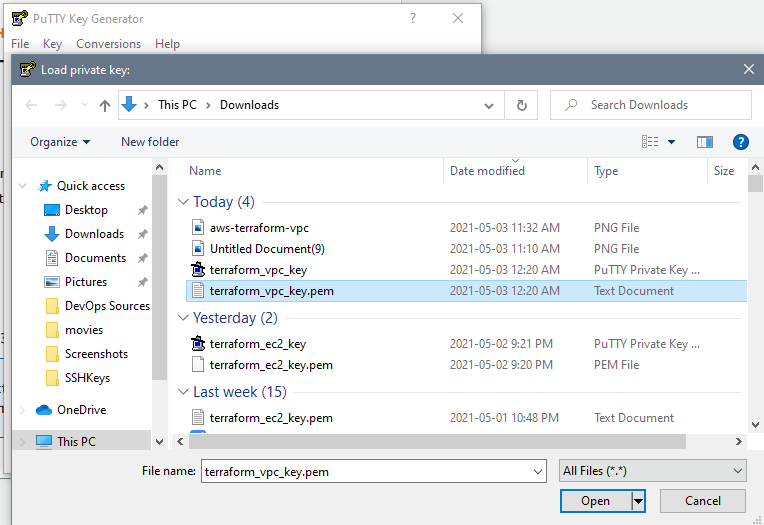 PuTTY Key Generator ?
File Key Conversions Help
Load private key:
This PC Downloads Search Downloads
Organize New folder ?
Name Date modified Type Size
Quick access
Desktop
Downloads
Documents
Pictures
DevOps Sources
movies
Screenshots
SSHKeys
OneDrive
This PC
Today (4)
aws-terraform-vpc 2021-05-03 11:32 AM PNG File
Untitled Document(9) 2021-05-03 11:10 AM PNG File
terraform_vpc_key 2021-05-03 12:20 AM PuTTY Private Key ...
terraform_vpc_key.pem 2021-05-03 12:20 AM Text Document
Yesterday (2)
terraform_ec2_key 2021-05-02 9:21 PM PuTTY Private Key ...
terraform_ec2_key.pem 2021-05-02 9:20 PM PEM File
Last week (15)
terraform_ec2_key.pem 2021-05-01 10:48 PM Text Document
File name: terraform_vpc_key.pem All Files (*.*)
Open Cancel